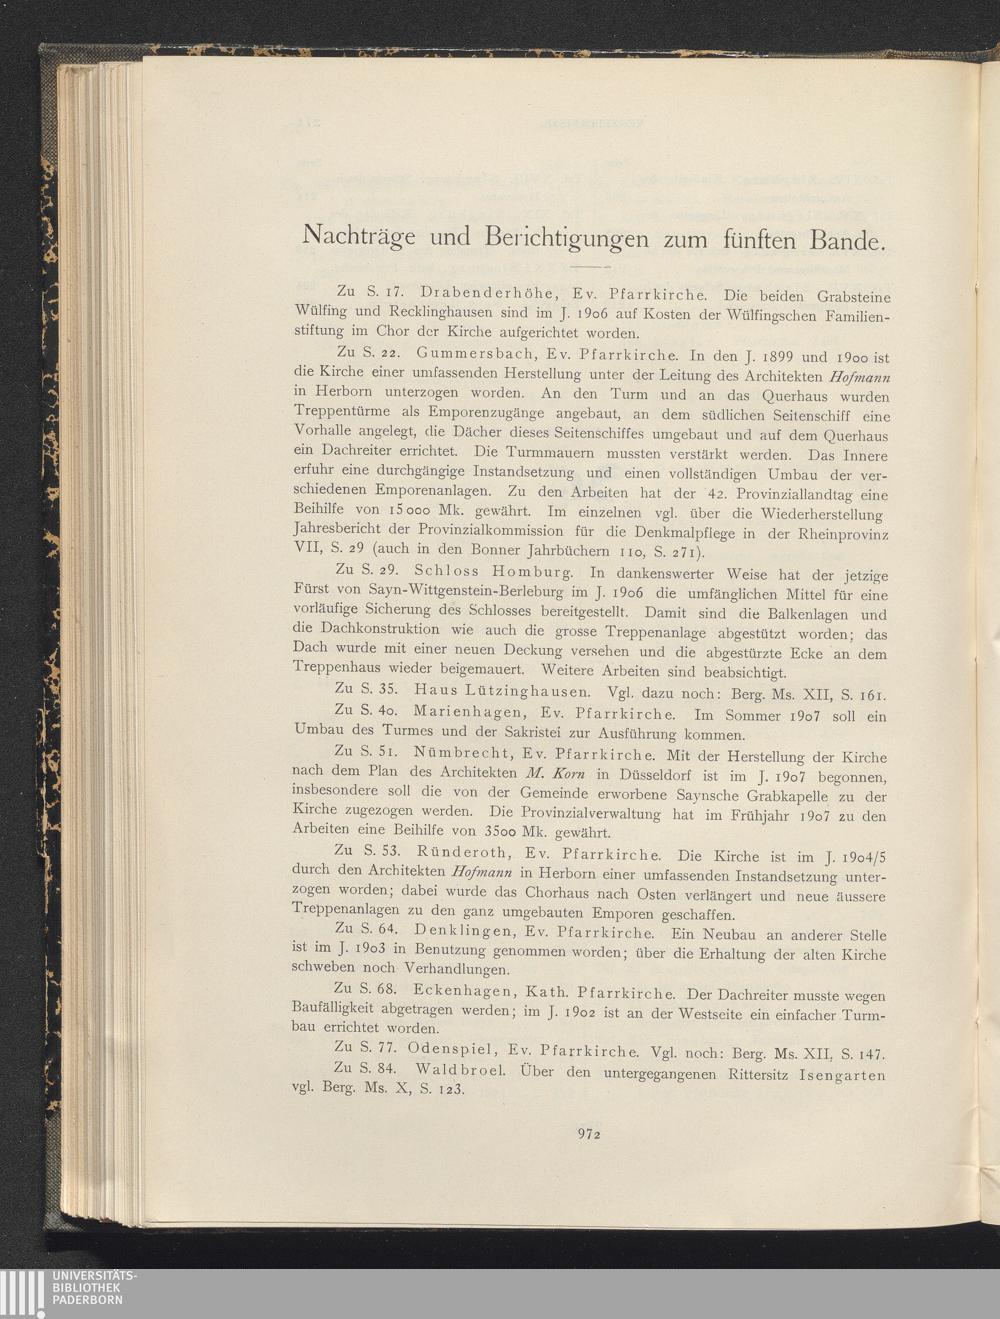 Nachträge und Berichtigungen zum fünften Bande.
Zu S. 17. Drabenderhöhe, Ev. Pfarrkirche. Die beiden Grabsteine
Wülfing und Recklinghausen sind im J. 1906 auf Kosten der Wülfingschen Familien-
stiftung im Chor der Kirche aufgerichtet worden.
Zu S. 22. Gummersbach, Ev. Pfarrkirche. In den J. 1899 und 1900 ist
die Kirche einer umfassenden Herstellung unter der Leitung des Architekten Hofmann
in Herborn unterzogen worden. An den Turm und an das Querhaus wurden
Treppentürme als Emporenzugänge angebaut, an dem südlichen Seitenschiff eine
Vorhalle angelegt, die Dächer dieses Seitenschiffes umgebaut und auf dem Querhaus
ein Dachreiter errichtet. Die Turmmauern mussten verstärkt werden. Das Innere
erfuhr eine durchgängige Instandsetzung und einen vollständigen Umbau der ver-
schiedenen Emporenanlagen. Zu den Arbeiten hat der 42. Provinziallandtag eine
Beihilfe von 15 000 Mk. gewährt. Im einzelnen vgl. über die Wiederherstellung
Jahresbericht der Provinzialkommission für die Denkmalpflege in der Rheinprovinz
VII, S. 29 (auch in den Bonner Jahrbüchern 110, S. 271).
Zu S. 29. Schloss Homburg. In dankenswerter Weise hat der jetzige
Fürst von Sayn-Wittgenstein-Berleburg im J. 1906 die umfänglichen Mittel für eine
vorläufige Sicherung des Schlosses bereitgestellt. Damit sind die Balkenlagen und
die Dachkonstruktion wie auch die grosse Treppenanlage abgestützt worden; das
Dach wurde mit einer neuen Deckung versehen und die abgestürzte Ecke an dem
Treppenhaus wieder beigemauert. Weitere Arbeiten sind beabsichtigt.
Zu S. 35. Haus Lützinghausen. Vgl. dazu noch: Berg. Ms. XII, S. 161.
Zu S. 40. Marienhagen, Ev. Pfarrkirche. Im Sommer 1907 soll ein
Umbau des Turmes und der Sakristei zur Ausführung kommen.
Zu S. 51. Nümbrecht, Ev. Pfarrkirche. Mit der Herstellung der Kirche
nach dem Plan des Architekten M. Korn in Düsseldorf ist im J. 1907 begonnen,
insbesondere soll die von der Gemeinde erworbene Saynsche Grabkapelle zu der
Kirche zugezogen werden. Die Provinzialverwaltung hat im Frühjahr 1907 zu den
Arbeiten eine Beihilfe von 3500 Mk. gewährt.
Zu S. 53. Ründeroth, Ev. Pfarrkirche. Die Kirche ist im J. 1904/5
durch den Architekten Hofmann in Herborn einer umfassenden Instandsetzung unter-
zogen worden; dabei wurde das Chorhaus nach Osten verlängert und neue äussere
Treppenanlagen zu den ganz umgebauten Emporen geschaffen.
Zu S. 64. Denklingen, Ev. Pfarrkirche. Ein Neubau an anderer Stelle
ist im J. 1903 in Benutzung genommen worden; über die Erhaltung der alten Kirche
schweben noch Verhandlungen.
Zu S. 68. Eckenhagen, Kath. Pfarrkirche. Der Dachreiter musste wegen
Baufälligkeit abgetragen werden; im J. 1902 ist an der Westseite ein einfacher Turm-
bau errichtet worden.
Zu S. 77. Odenspiel, Ev. Pfarrkirche. Vgl. noch: Berg. Ms. XII, S. 147.
Zu S. 84. Waldbroel. Über den untergegangenen Rittersitz Isengarten
vgl. Berg. Ms. X, S. 123.
972
UNIVERSITÄTS-
BIBLIOTHEK
PADERBORN